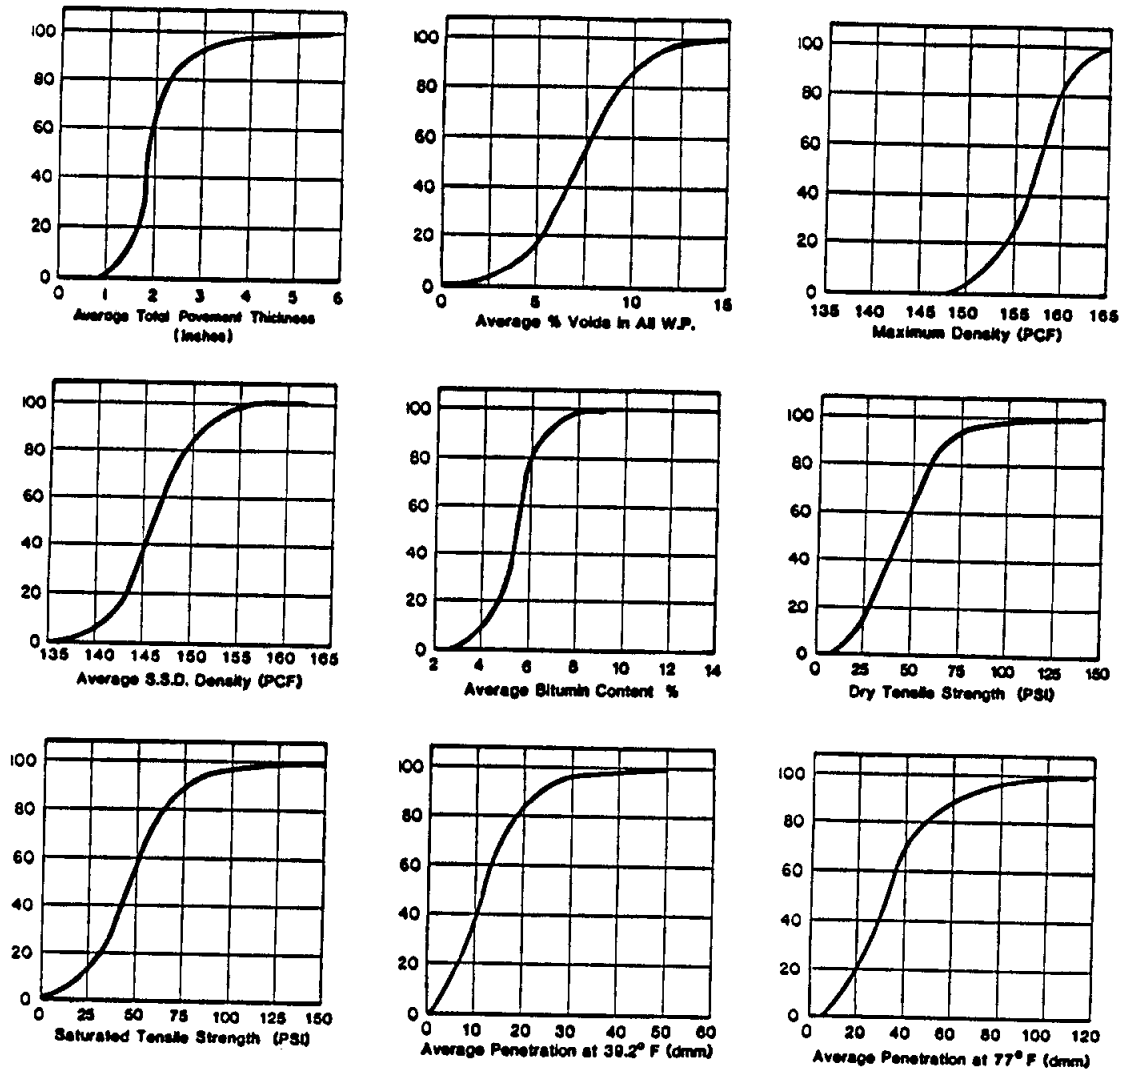 100
80
60
40
20
0
0 1 2 3 4 5 6
Average Total Pavement Thickness
(Inches)
100
80
60
40
20
0
0 5 10 15
Average % Voids in All W.P.
100
80
60
40
20
0
135 140 145 150 155 160 165
Maximum Density (PCF)
100
80
60
40
20
0
135 140 145 150 155 160 165
Average S.S.D. Density (PCF)
100
80
60
40
20
0
2 4 6 8 10 12 14
Average Bitumin Content %
100
80
60
40
20
0
0 25 50 75 100 125 150
Dry Tensile Strength (PSI)
100
80
60
40
20
0
0 25 50 75 100 125 150
Saturated Tensile Strength (PSI)
100
80
60
40
20
0
0 10 20 30 40 50 60
Average Penetration at 39.2° F (dmm)
100
80
60
40
20
0
0 20 40 60 80 100 120
Average Penetration at 77° F (dmm)